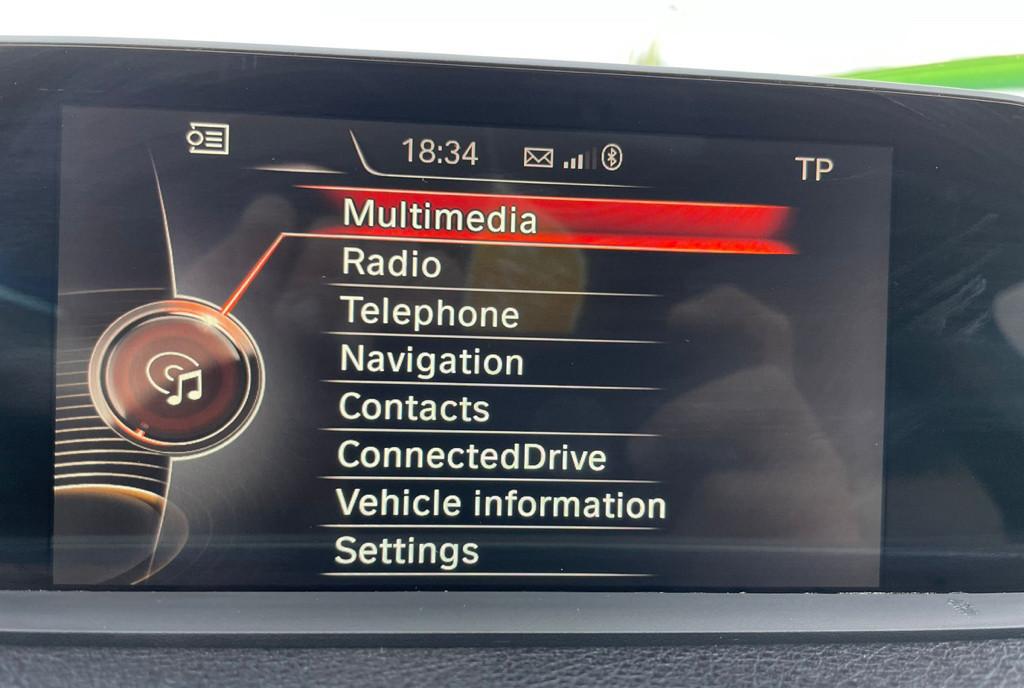 18:34
TP
Multimedia
Radio
Telephone
Navigation
Contacts
ConnectedDrive
Vehicle information
Settings